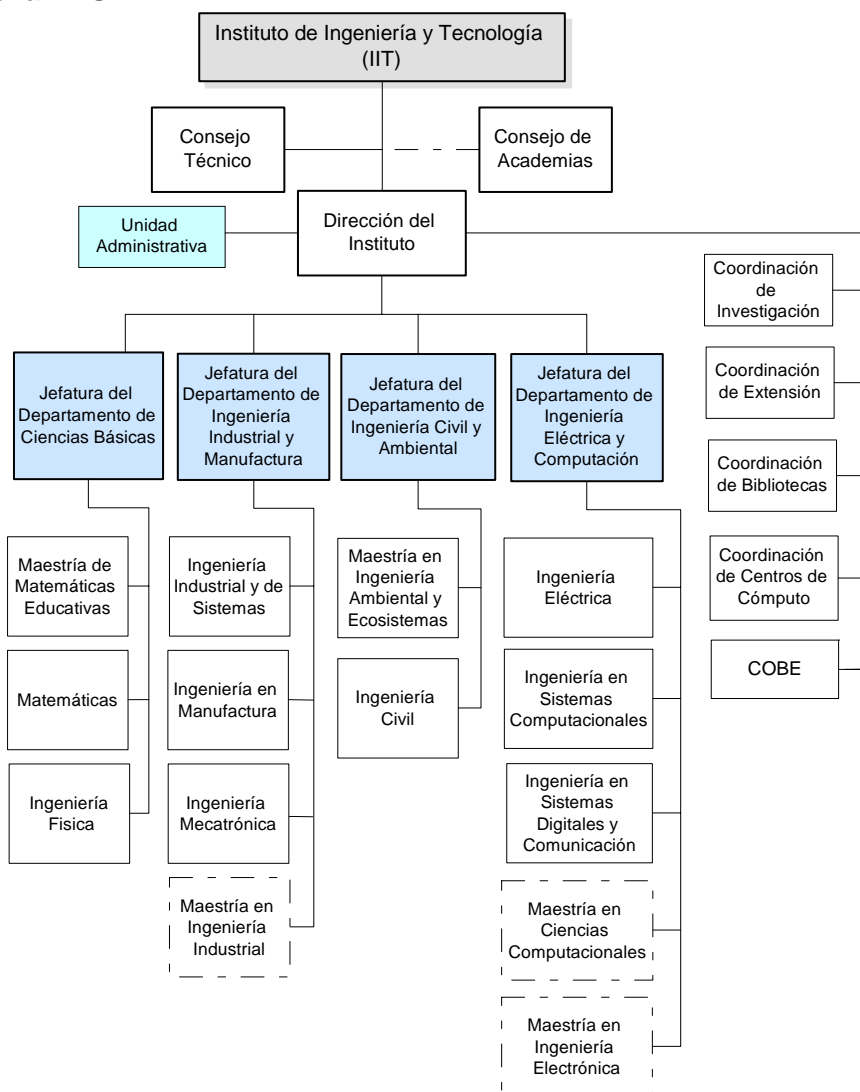 Instituto de Ingeniería y Tecnología
(IIT)
Consejo
Técnico
Consejo de
Academias
Unidad
Administrativa
Dirección del
Instituto
Coordinación
de
Investigación
Coordinación
de Extensión
Coordinación
de Bibliotecas
Coordinación
de Centros de
Cómputo
COBE
Jefatura del
Departamento de
Ciencias Básicas
Jefatura del
Departamento de
Ingeniería
Industrial y
Manufactura
Jefatura del
Departamento de
Ingeniería Civil y
Ambiental
Jefatura del
Departamento de
Ingeniería
Eléctrica y
Computación
Maestría de
Matemáticas
Educativas
Matemáticas
Ingeniería
Fisica
Ingeniería
Industrial y de
Sistemas
Ingeniería en
Manufactura
Ingeniería
Mecatrónica
Maestría en
Ingeniería
Industrial
Maestría en
Ingeniería
Ambiental y
Ecosistemas
Ingeniería
Civil
Ingeniería
Eléctrica
Ingeniería en
Sistemas
Computacionales
Ingeniería en
Sistemas
Digitales y
Comunicación
Maestría en
Ciencias
Computacionales
Maestría en
Ingeniería
Electrónica